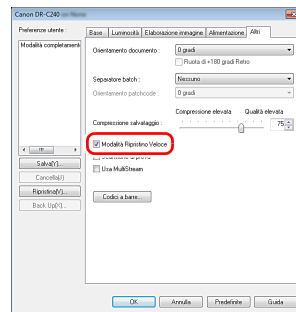 Canon DR-C240
Preferenze utente :
Base Luminosità Elaborazione immagine Alimentazione Altri
Modalità completament
Orientamento documento : 0 gradi
Ruota di +180 gradi Retro
Separatore batch : Nessuno
Orientamento patchcode : 0 gradi
Compressione elevata Qualità elevata
Compressione salvataggio : 75
Modalità Ripristino Veloce
Usa MultiStream
Salva(Y)...
Cancella(J)
Ripristina(V)...
Back Up(X)...
Codici a barre...
OK Annulla Predefinite Guida